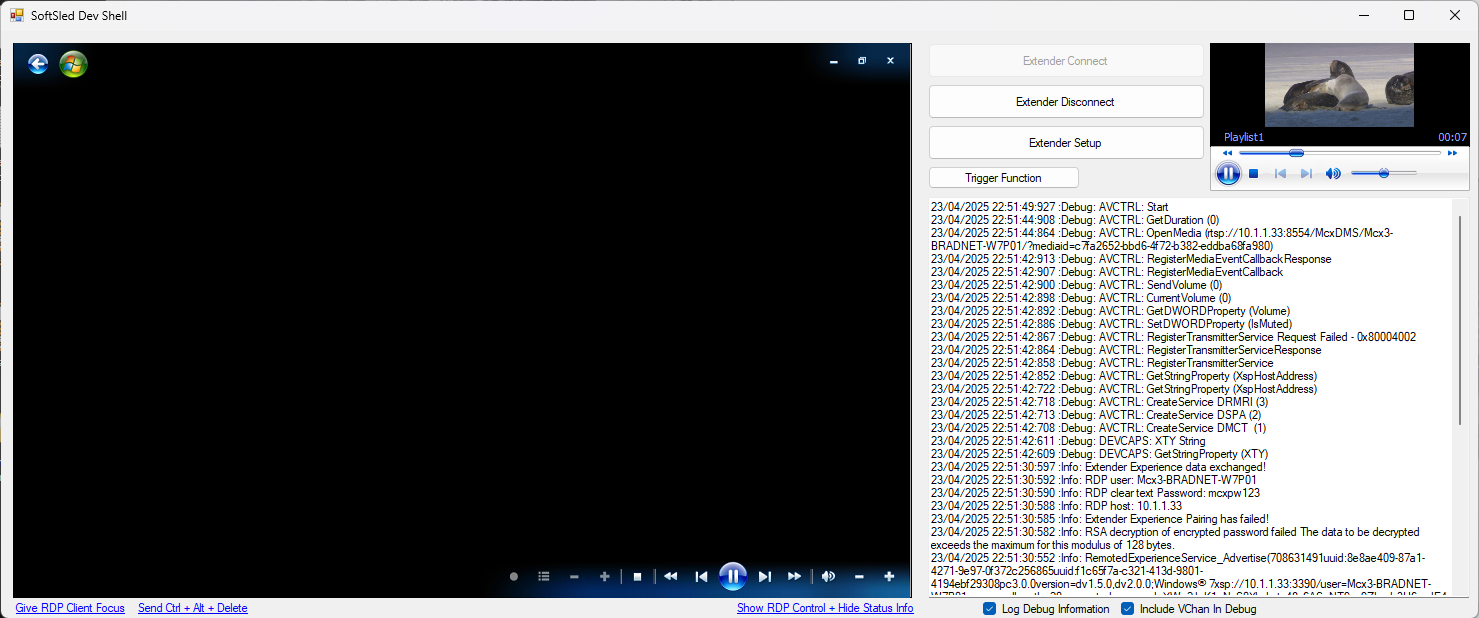 SoftSled Dev Shell
Extender Connect
Extender Disconnect
Extender Setup
Trigger Function
Playlist1 00:07
23/04/2025 22:51:49:927 :Debug: AVCTRL: Start
23/04/2025 22:51:44:908 :Debug: AVCTRL: GetDuration (0)
23/04/2025 22:51:44:864 :Debug: AVCTRL: OpenMedia (rtsp://10.1.1.33:8554/McxDMS/Mcx3-
BRADNET-W7P01/?mediaid=c7fa2652-bbd6-4f72-b382-eddba68fa980)
23/04/2025 22:51:42:913 :Debug: AVCTRL: RegisterMediaEventCallbackResponse
23/04/2025 22:51:42:907 :Debug: AVCTRL: RegisterMediaEventCallback
23/04/2025 22:51:42:900 :Debug: AVCTRL: SendVolume (0)
23/04/2025 22:51:42:898 :Debug: AVCTRL: CurrentVolume (0)
23/04/2025 22:51:42:892 :Debug: AVCTRL: GetDWORDProperty (Volume)
23/04/2025 22:51:42:886 :Debug: AVCTRL: SetDWORDProperty (IsMuted)
23/04/2025 22:51:42:867 :Debug: AVCTRL: RegisterTransmitterService Request Failed - 0x80004002
23/04/2025 22:51:42:864 :Debug: AVCTRL: RegisterTransmitterServiceResponse
23/04/2025 22:51:42:858 :Debug: AVCTRL: RegisterTransmitterService
23/04/2025 22:51:42:852 :Debug: AVCTRL: GetStringProperty (XspHostAddress)
23/04/2025 22:51:42:722 :Debug: AVCTRL: GetStringProperty (XspHostAddress)
23/04/2025 22:51:42:718 :Debug: AVCTRL: CreateService DRMRI (3)
23/04/2025 22:51:42:713 :Debug: AVCTRL: CreateService DSPA (2)
23/04/2025 22:51:42:708 :Debug: AVCTRL: CreateService DMCT  (1)
23/04/2025 22:51:42:611 :Debug: DEVCAPS: XTY String
23/04/2025 22:51:42:609 :Debug: DEVCAPS: GetStringProperty (XTY)
23/04/2025 22:51:30:597 :Info: Extender Experience data exchanged!
23/04/2025 22:51:30:592 :Info: RDP user: Mcx3-BRADNET-W7P01
23/04/2025 22:51:30:590 :Info: RDP clear text Password: mcxpw123
23/04/2025 22:51:30:588 :Info: RDP host: 10.1.1.33
23/04/2025 22:51:30:585 :Info: Extender Experience Pairing has failed!
23/04/2025 22:51:30:582 :Info: RSA decryption of encrypted password failed The data to be decrypted
exceeds the maximum for this modulus of 128 bytes.
23/04/2025 22:51:30:552 :Info: RemotedExperienceService_Advertise(708631491uuid:8e8ae409-87a1-
4271-9e97-0f372c256865uuid:f1c65f7a-c321-413d-9801-
4194ebf29308pc3.0.0version=dv1.5.0,dv2.0.0;Windows® 7xsp://10.1.1.33:3390/user=Mcx3-BRADNET-
Give RDP Client Focus
Send Ctrl + Alt + Delete
Show RDP Control + Hide Status Info
Log Debug Information
Include VChan In Debug